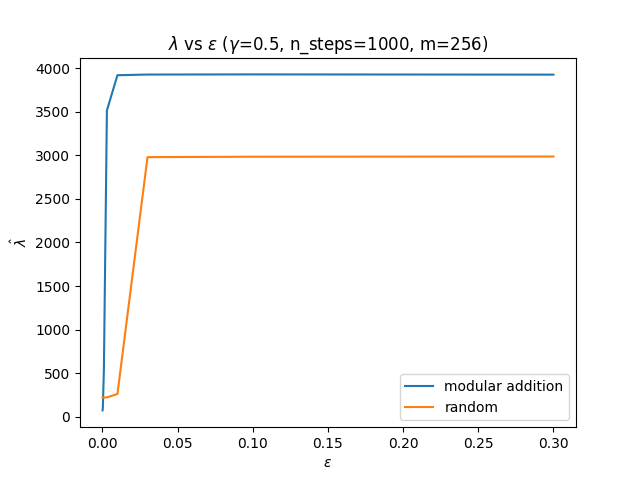 λ vs ε (γ=0.5, n_steps=1000, m=256)
λ̂
4000
3500
3000
2500
2000
1500
1000
500
0
0.00 0.05 0.10 0.15 0.20 0.25 0.30
ε
modular addition
random